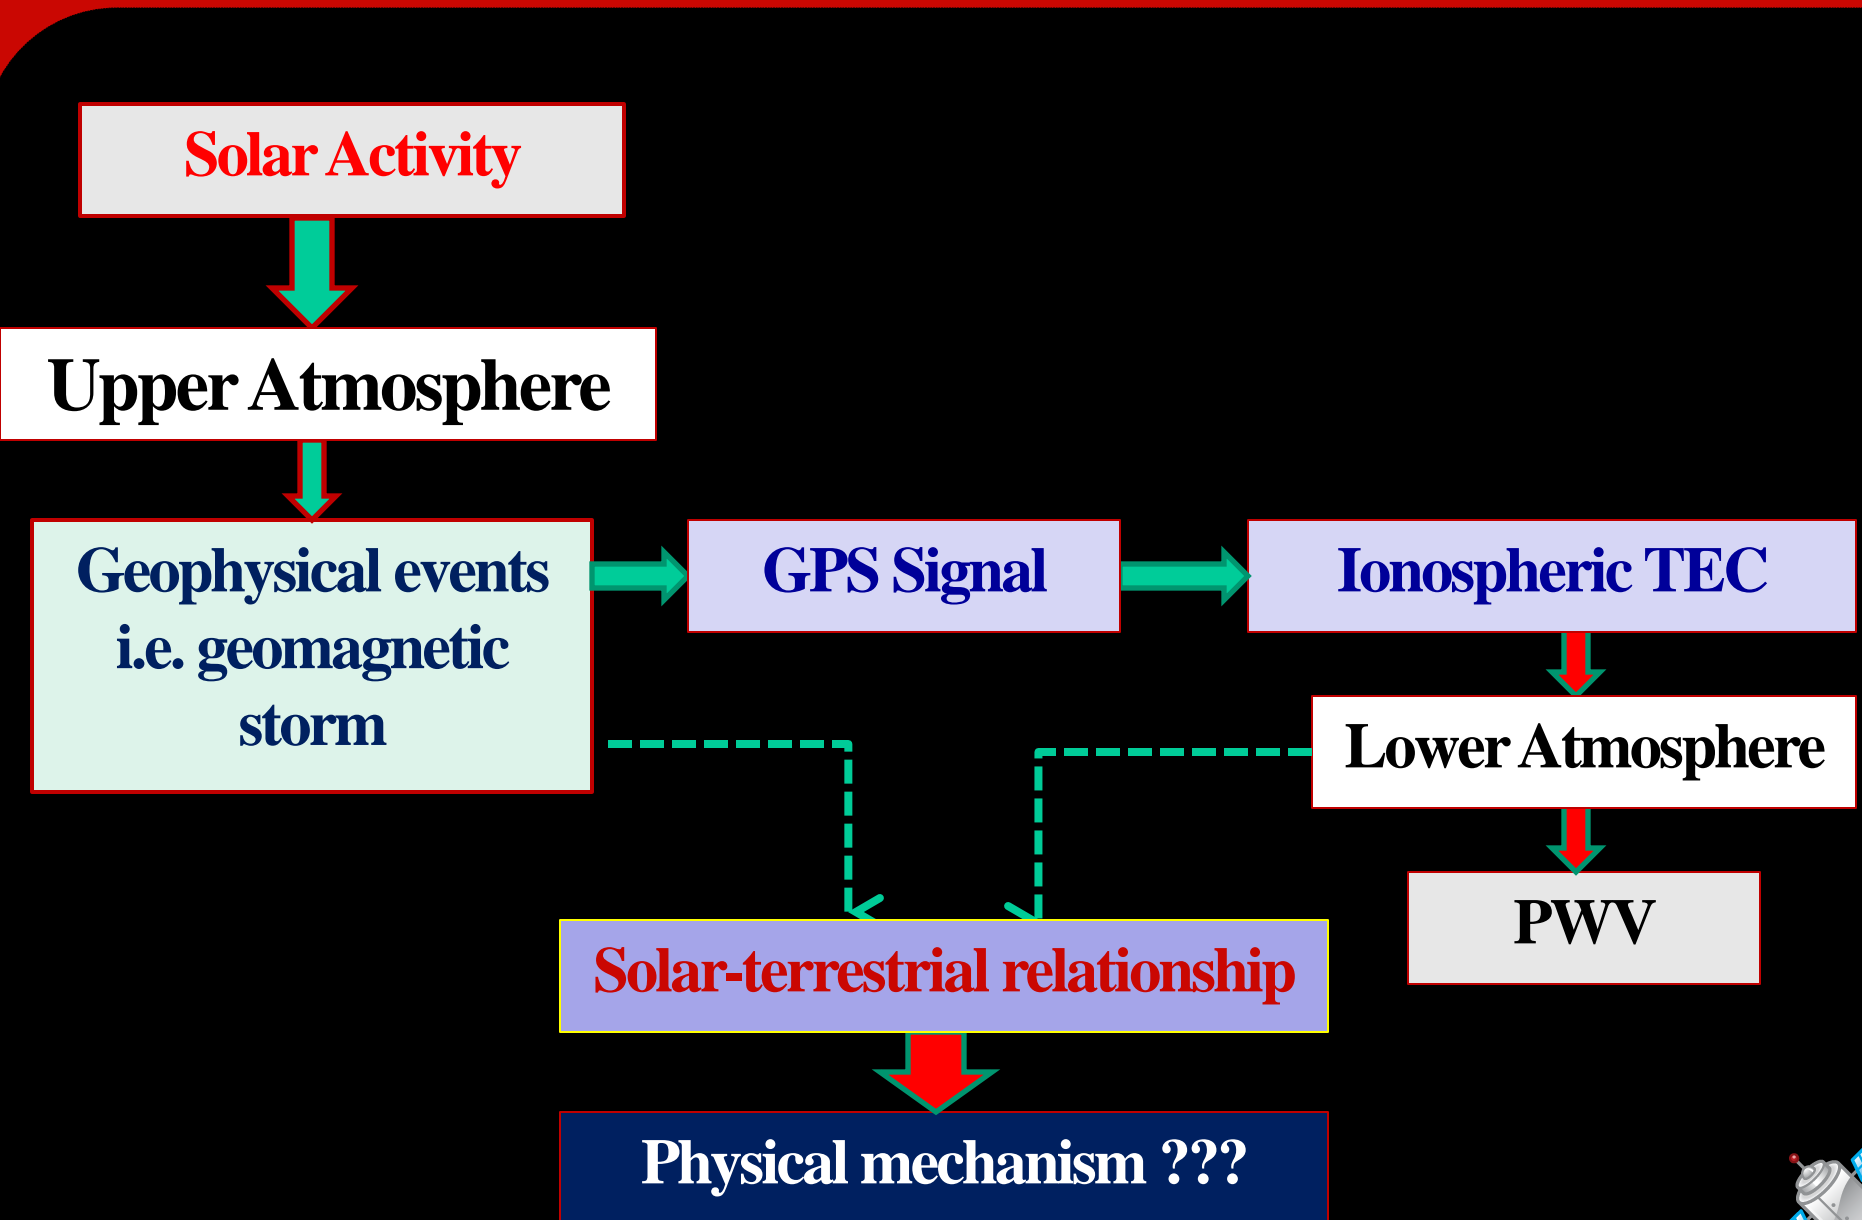 Solar Activity
Upper Atmosphere
Geophysical events
i.e. geomagnetic
storm
GPS Signal
Ionospheric TEC
Lower Atmosphere
PWV
Solar-terrestrial relationship
Physical mechanism ???